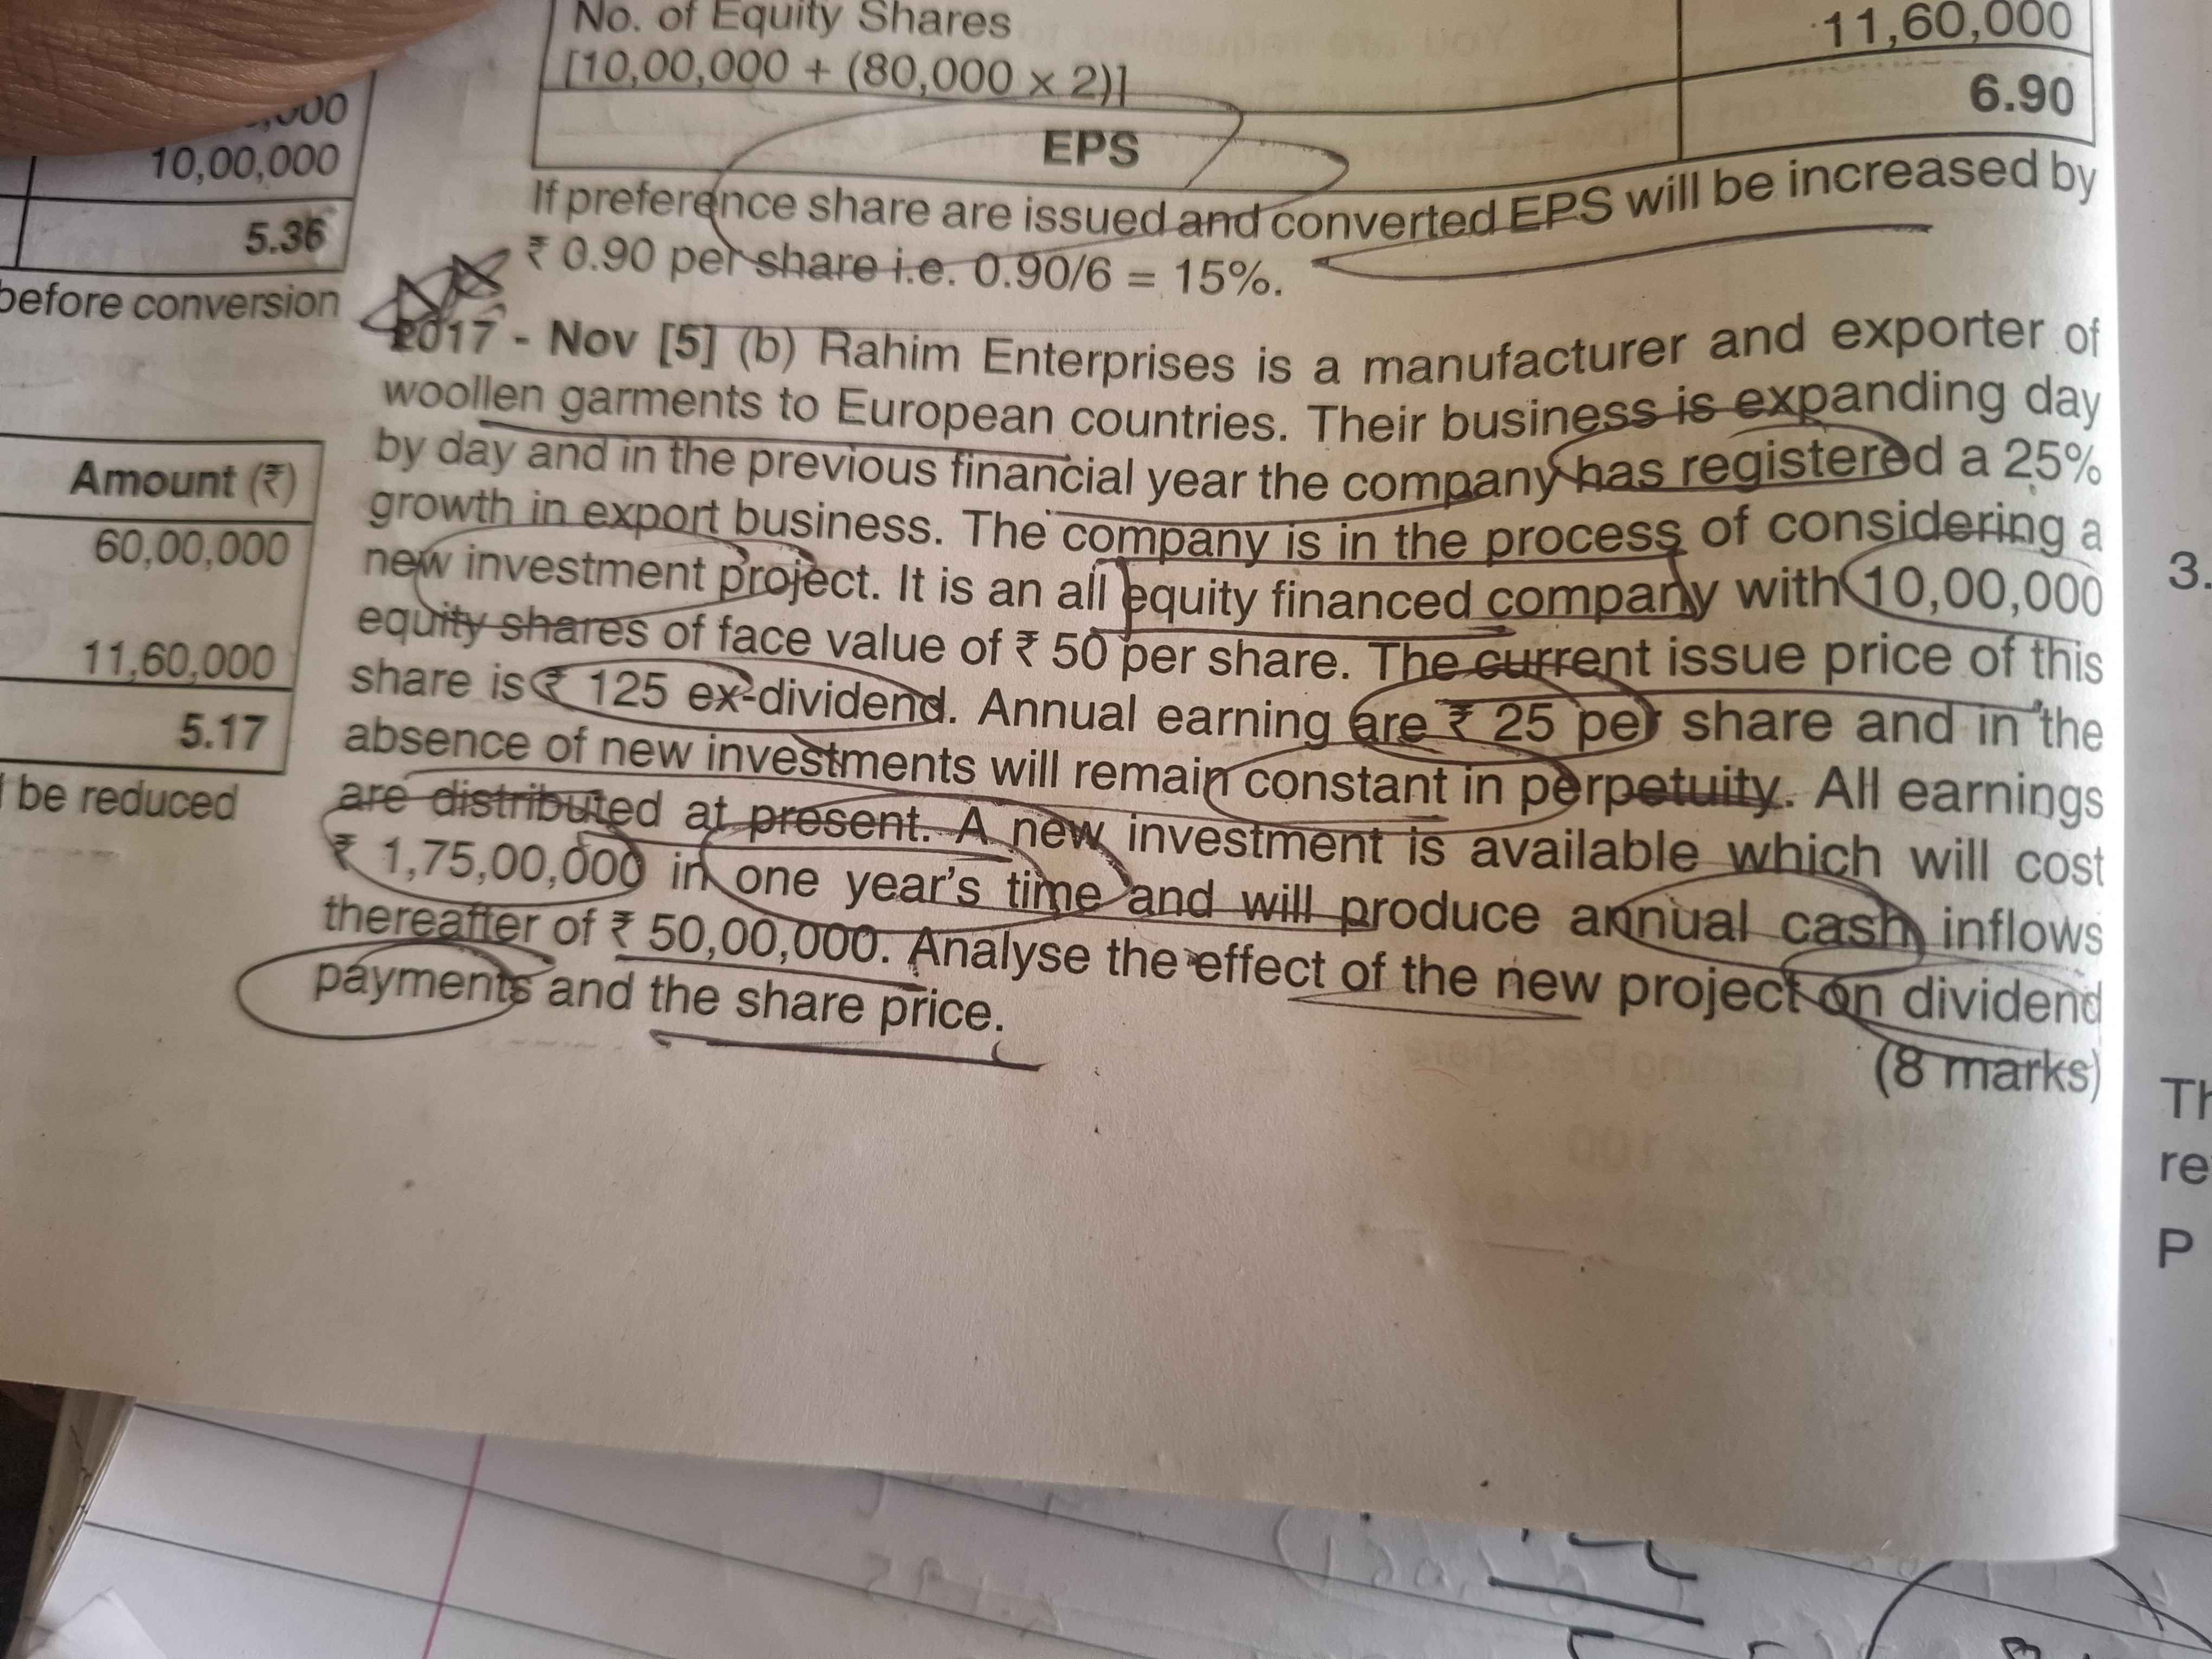 No. of Equity Shares
11,60,000
[10,00,000 + (80,000 × 2)]
6.90
EPS
If preference share are issued and converted EPS will be increased by
₹ 0.90 per share i.e. 0.90/6 = 15%.
10,00,000
5.36
before conversion
Amount (₹)
60,00,000
11,60,000
5.17
be reduced
2017 - Nov [5] (b) Rahim Enterprises is a manufacturer and exporter of
woollen garments to European countries. Their business is expanding day
by day and in the previous financial year the company has registered a 25%
growth in export business. The company is in the process of considering a
new investment project. It is an all equity financed company with 10,00,000
equity shares of face value of ₹ 50 per share. The current issue price of this
share is ₹ 125 ex-dividend. Annual earning are ₹ 25 per share and in the
absence of new investments will remain constant in perpetuity. All earnings
are distributed at present. A new investment is available which will cost
₹ 1,75,00,000 in one year's time and will produce annual cash inflows
thereafter of ₹ 50,00,000. Analyse the effect of the new project on dividend
payments and the share price.
(8 marks)
3.
Th
re
P